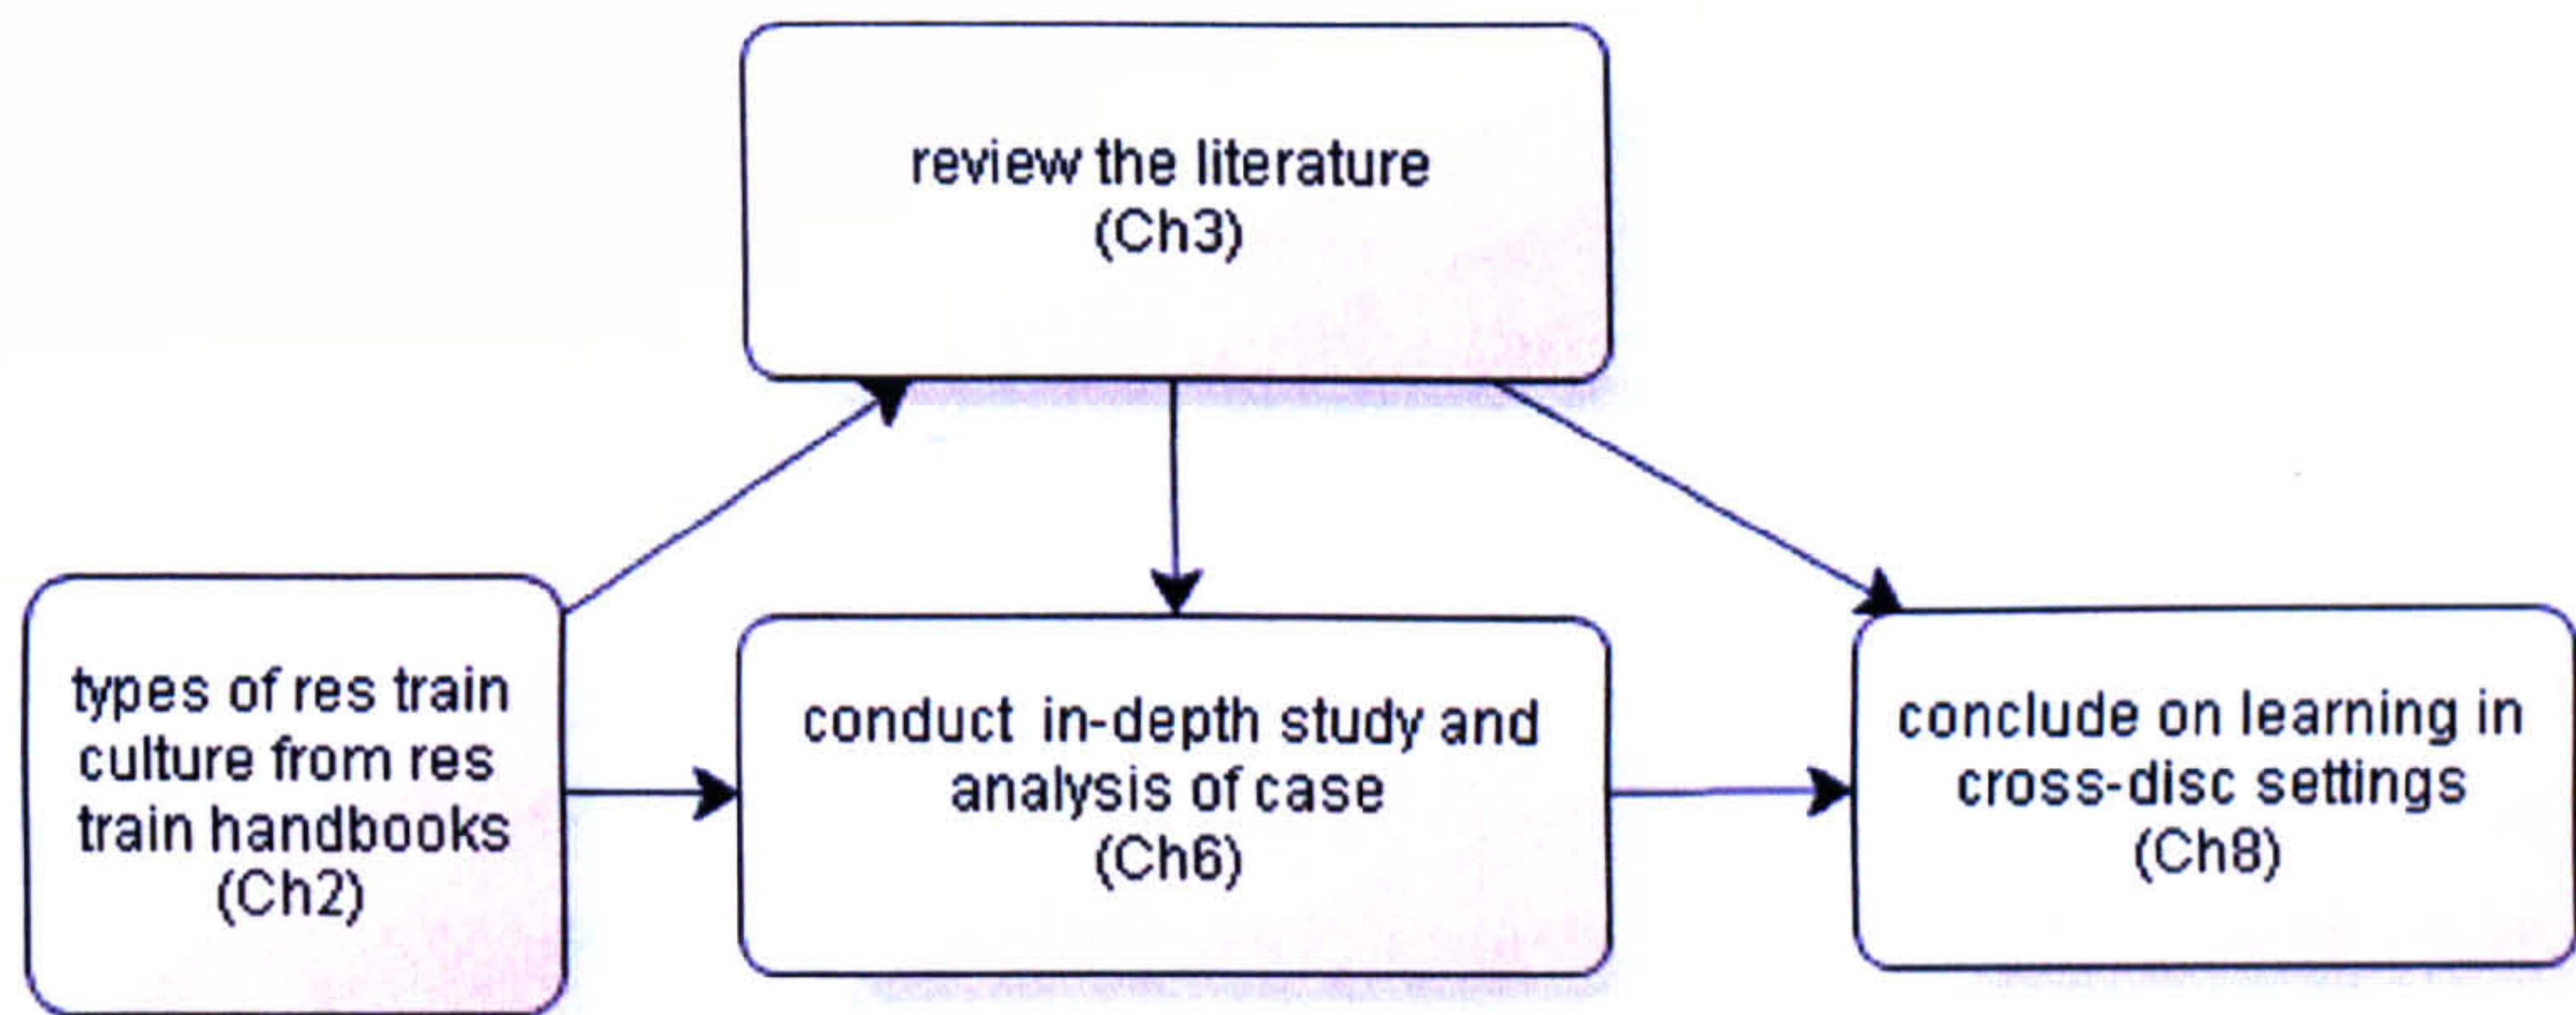 review the literature
(Ch3)
types of res train
culture from res
train handbooks
(Ch2)
conduct in-depth study and
analysis of case
(Ch6)
conclude on learning in
cross-disc settings
(Ch8)